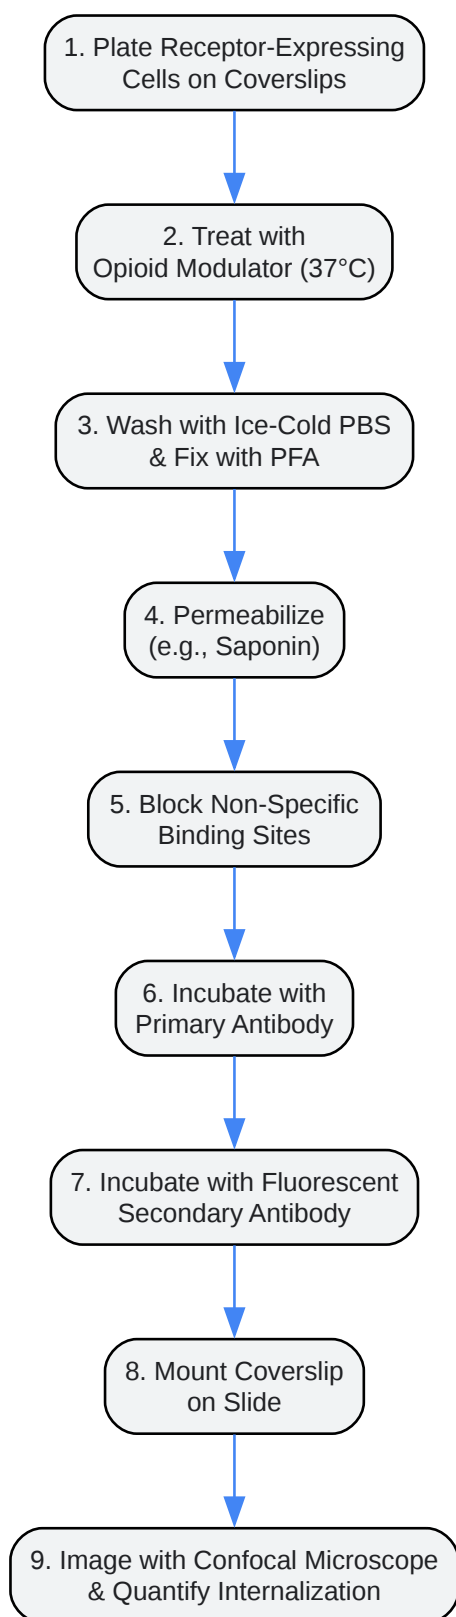 1. Plate Receptor-Expressing
Cells on Coverslips
2. Treat with
Opioid Modulator (37°C)
3. Wash with Ice-Cold PBS
& Fix with PFA
4. Permeabilize
(e.g., Saponin)
5. Block Non-Specific
Binding Sites
6. Incubate with
Primary Antibody
7. Incubate with Fluorescent
Secondary Antibody
8. Mount Coverslip
on Slide
9. Image with Confocal Microscope
& Quantify Internalization